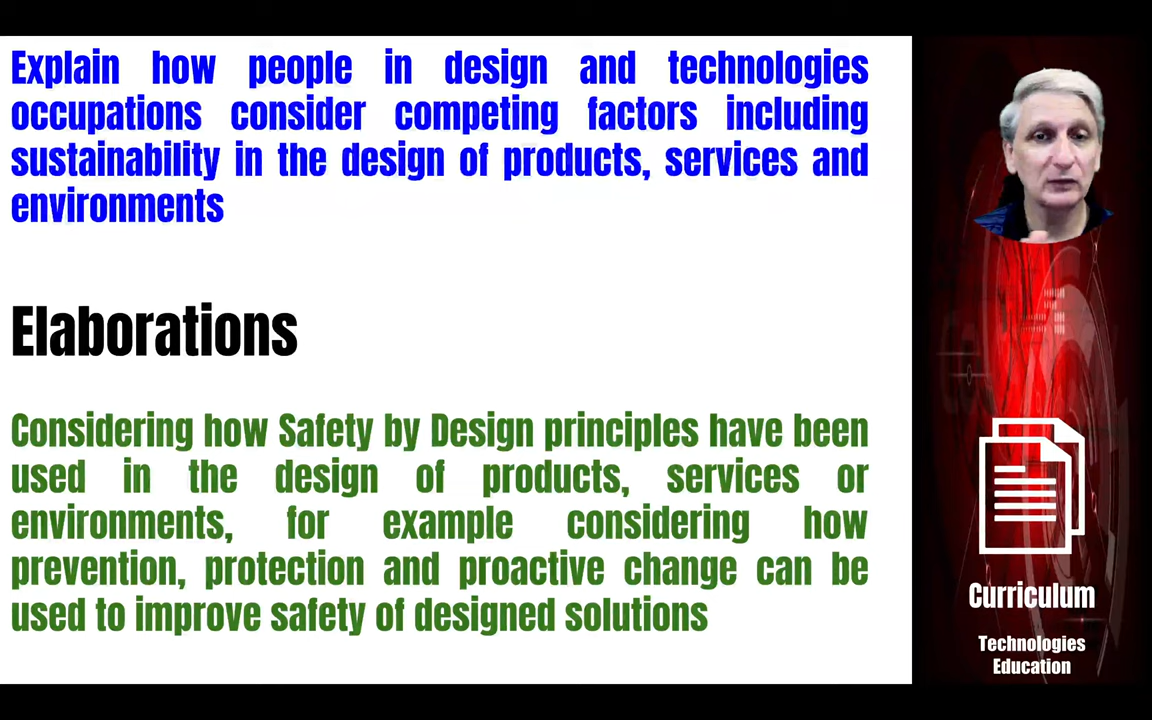 Explain how people in design and technologies
occupations consider competing factors including
sustainability in the design of products, services and
environments
Elaborations
Considering how Safety by Design principles have been
used in the design of products, services or
environments, for example considering how
prevention, protection and proactive change can be
used to improve safety of designed solutions
Curriculum
Technologies
Education